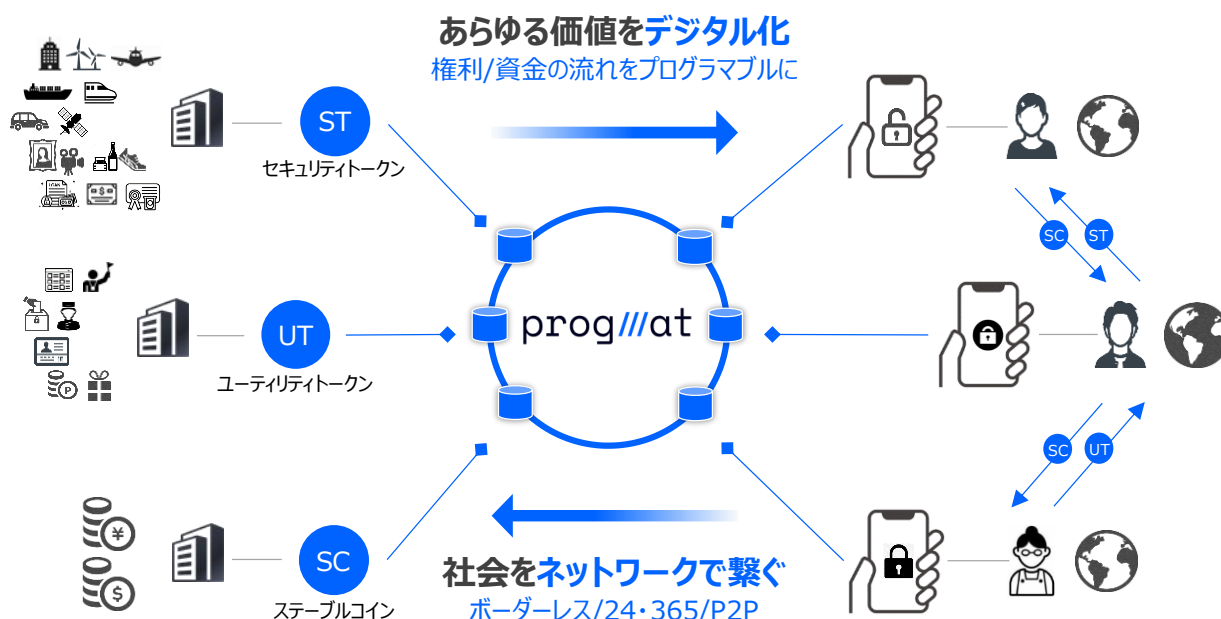 あらゆる価値をデジタル化
権利/資金の流れをプログラマブルに
ST
セキュリティトークン
SC
ST
UT
ユーティリティトークン
prog///at
SC
UT
SC
ステーブルコイン
社会をネットワークで繋ぐ
ボーダーレス/24・365/P2P
¥
$
P